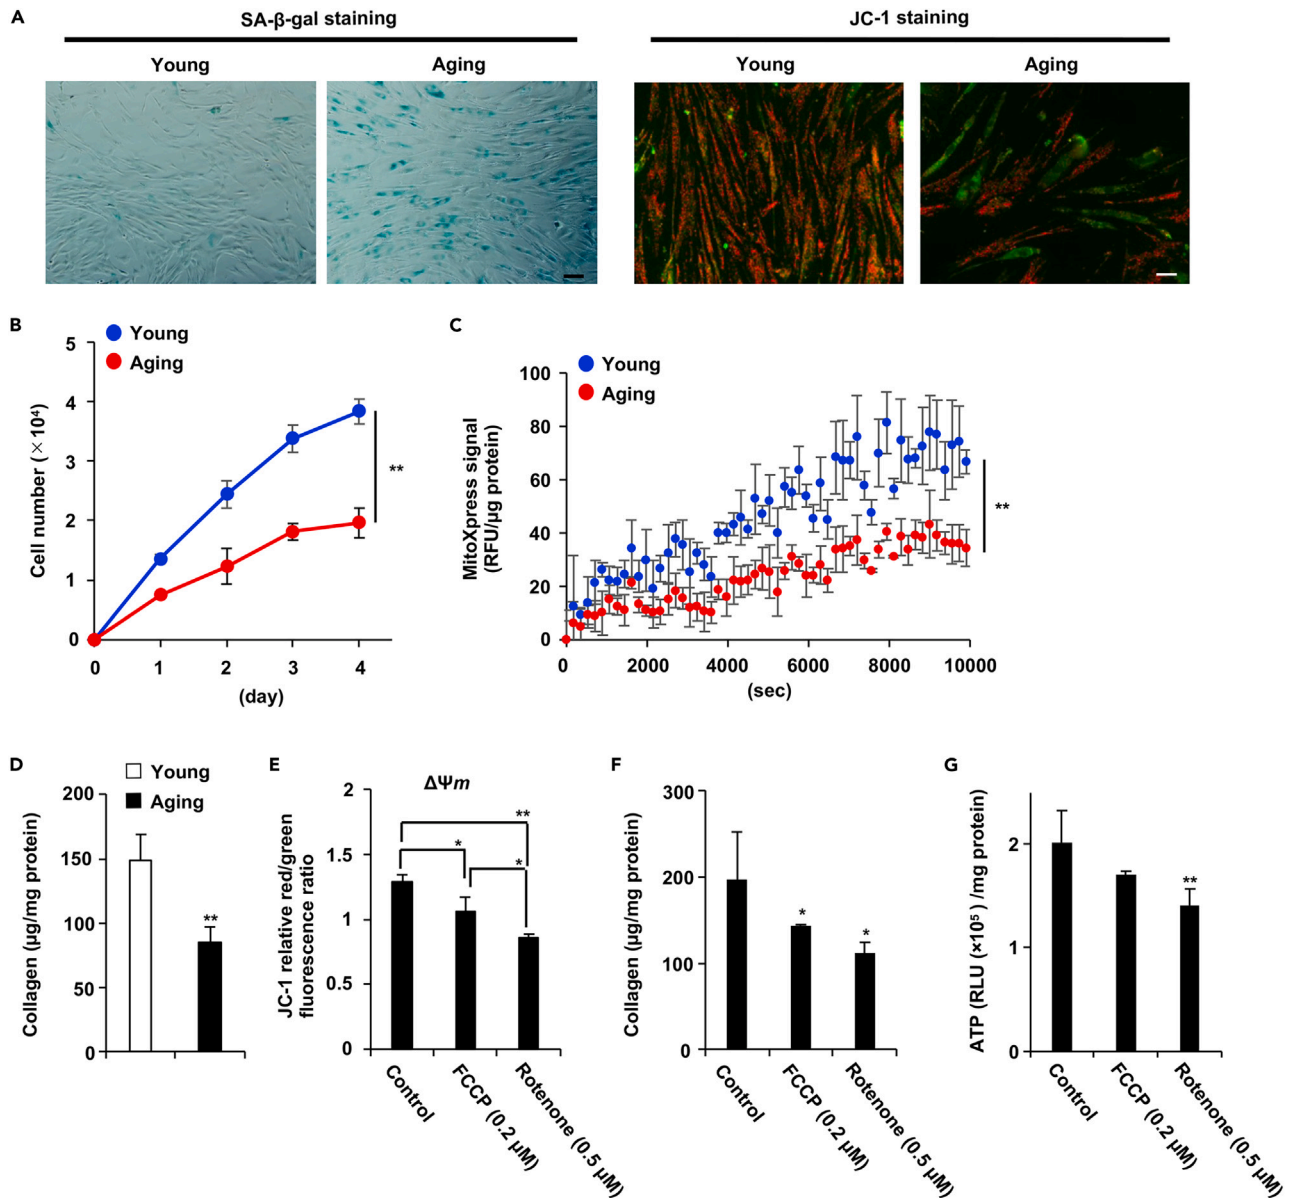 A
SA-β-gal staining
JC-1 staining
Young
Aging
Young
Aging
B
Young
Aging
5
4
3
2
1
0
Cell number (×10⁴)
0 1 2 3 4
(day)
**
C
Young
Aging
100
80
60
40
20
0
MitoXpress signal
(RFU/µg protein)
0 2000 4000 6000 8000 10000
(sec)
**
D
Young
Aging
200
150
100
50
0
Collagen (µg/mg protein)
**
E
ΔΨm
2
1.5
1
0.5
0
JC-1 relative red/green
fluorescence ratio
**
*
*
Control
FCCP (0.2 µM)
Rotenone (0.5 µM)
F
300
200
100
0
Collagen (µg/mg protein)
*
*
Control
FCCP (0.2 µM)
Rotenone (0.5 µM)
G
2
1
0
ATP (RLU (×10⁵) /mg protein)
**
Control
FCCP (0.2 µM)
Rotenone (0.5 µM)